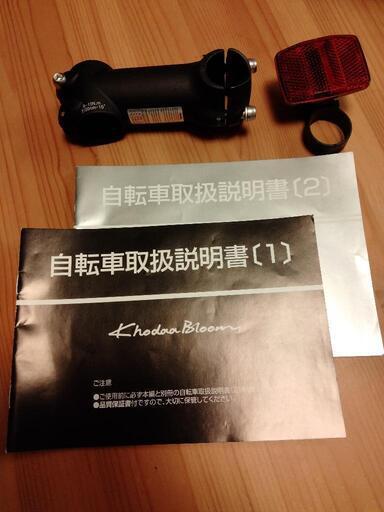 自転車取扱説明書〔2〕
自転車取扱説明書〔1〕
Khodaa Bloom
ご注意
●ご使用前に必ず本編と別冊の自転車取扱説明書
●品質保証書付ですので、大切に保管してください。